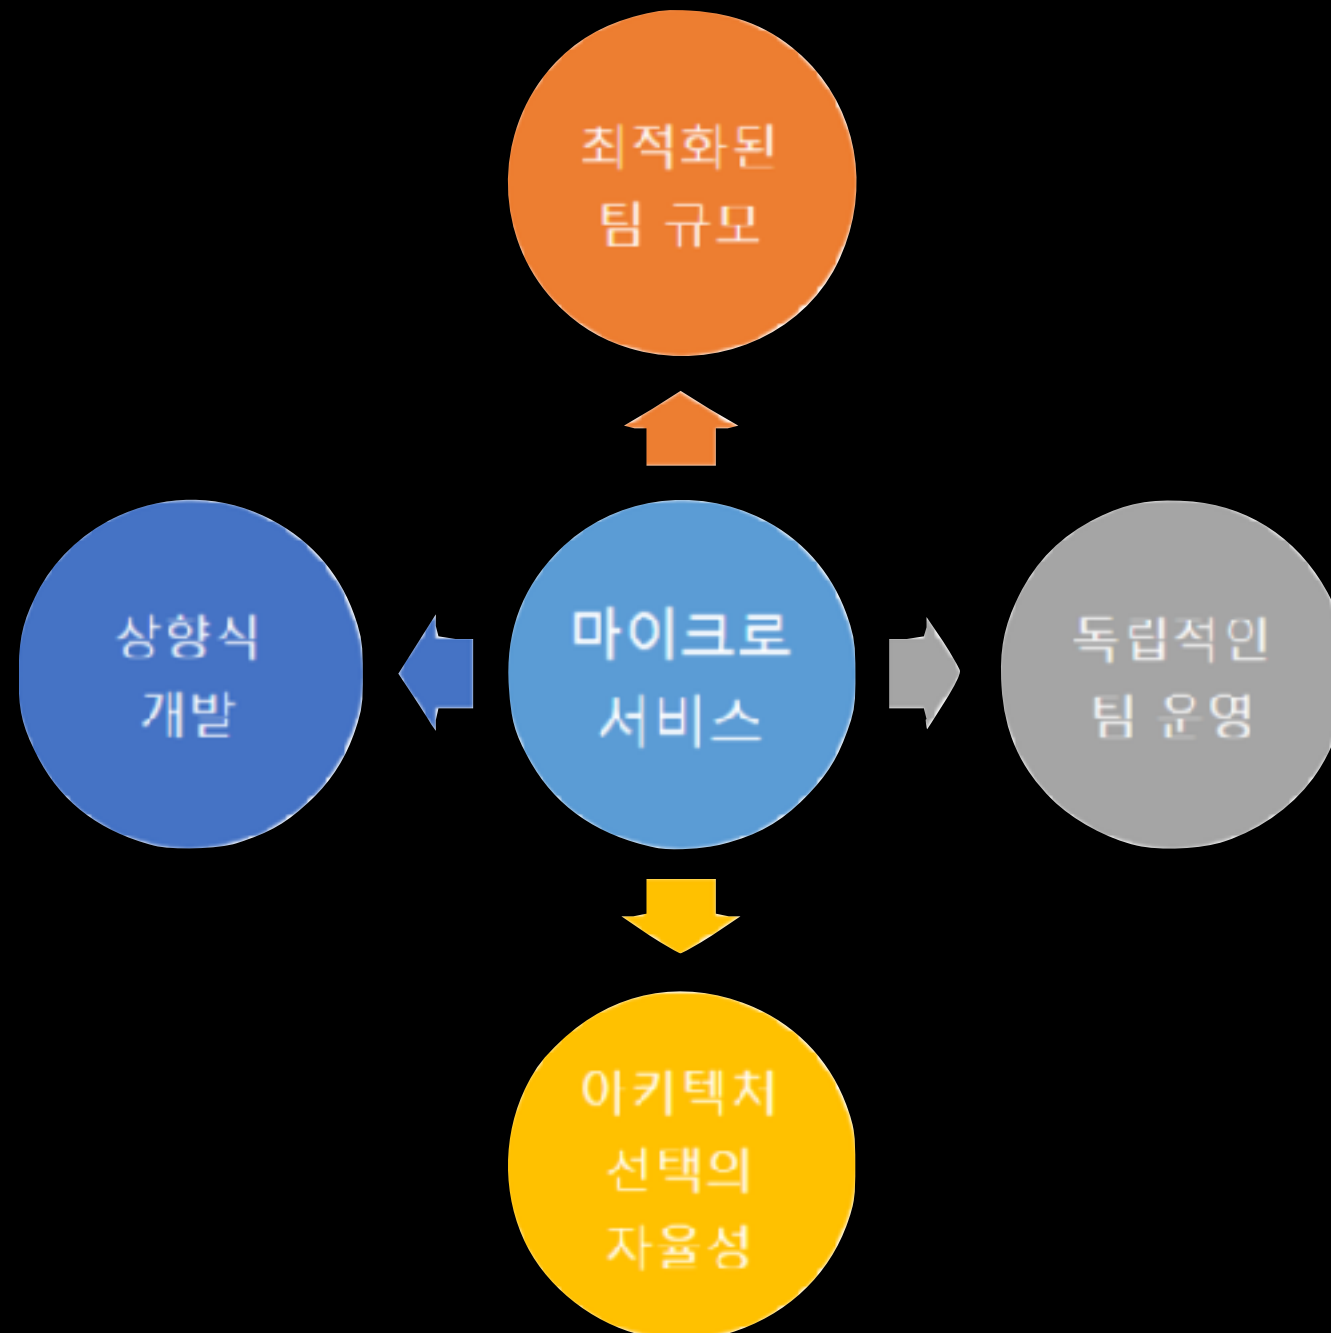 최적화된
팀 규모
상향식
개발
마이크로
서비스
독립적인
팀 운영
아키텍처
선택의
자율성